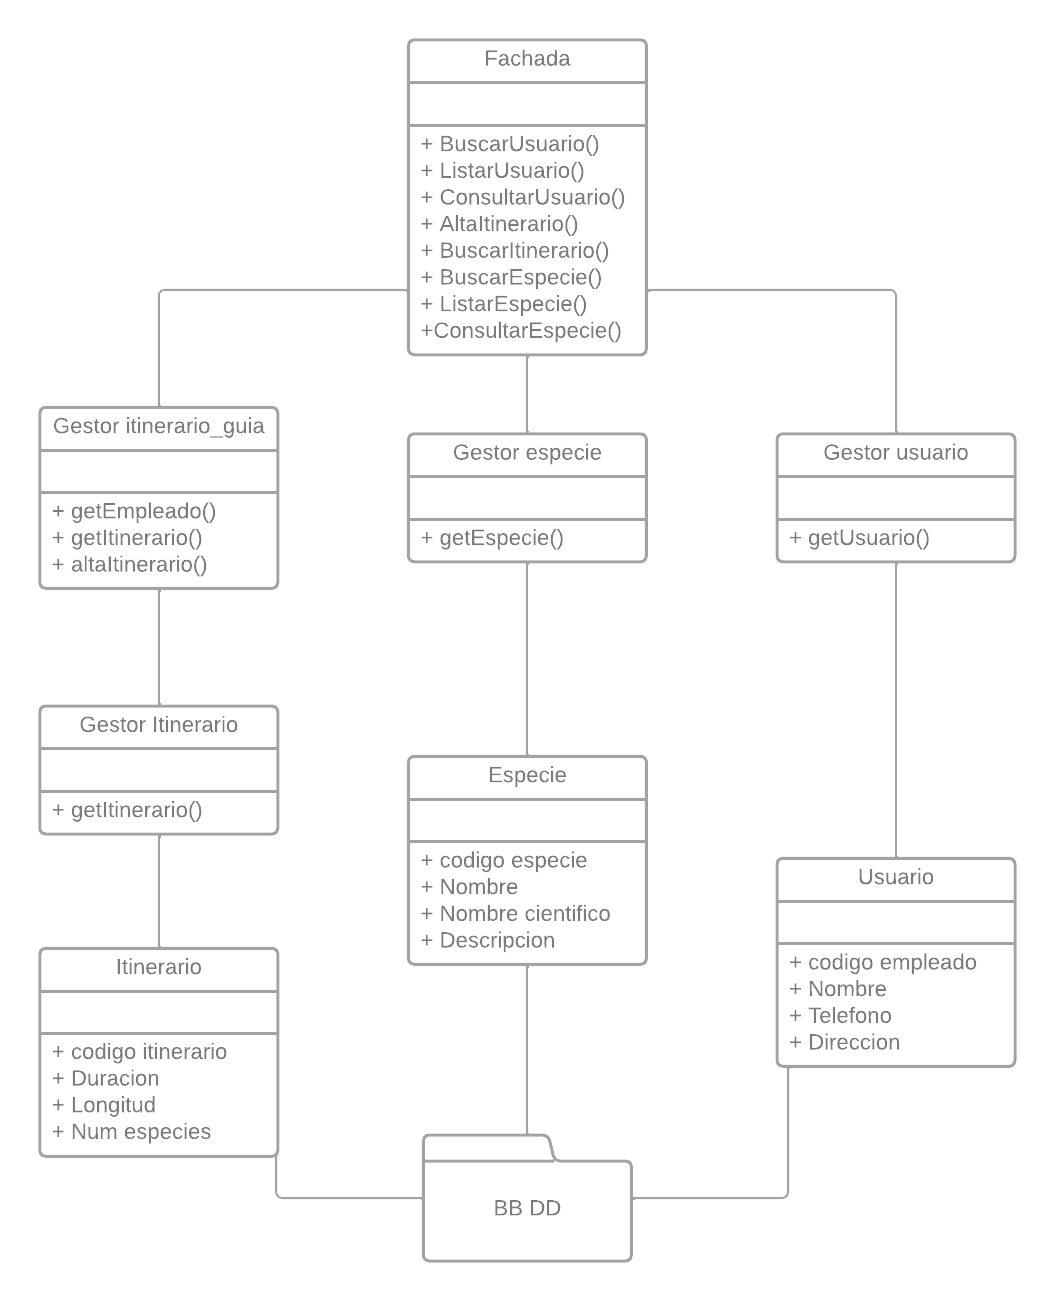 Fachada
+ BuscarUsuario()
+ ListarUsuario()
+ ConsultarUsuario()
+ AltaItinerario()
+ BuscarItinerario()
+ BuscarEspecie()
+ ListarEspecie()
+ConsultarEspecie()
Gestor itinerario_guia
+ getEmpleado()
+ getItinerario()
+ altaItinerario()
Gestor especie
+ getEspecie()
Gestor usuario
+ getUsuario()
Gestor Itinerario
+ getItinerario()
Especie
+ codigo especie
+ Nombre
+ Nombre cientifico
+ Descripcion
Usuario
+ codigo empleado
+ Nombre
+ Telefono
+ Direccion
Itinerario
+ codigo itinerario
+ Duracion
+ Longitud
+ Num especies
BB DD